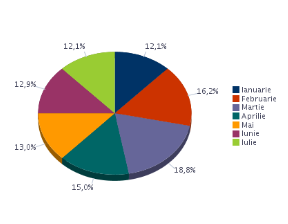 12,1% 12,1%
16,2%
12,9%
13,0%
15,0%
18,8%
Ianuarie
Februarie
Martie
Aprilie
Mai
Iunie
Iulie